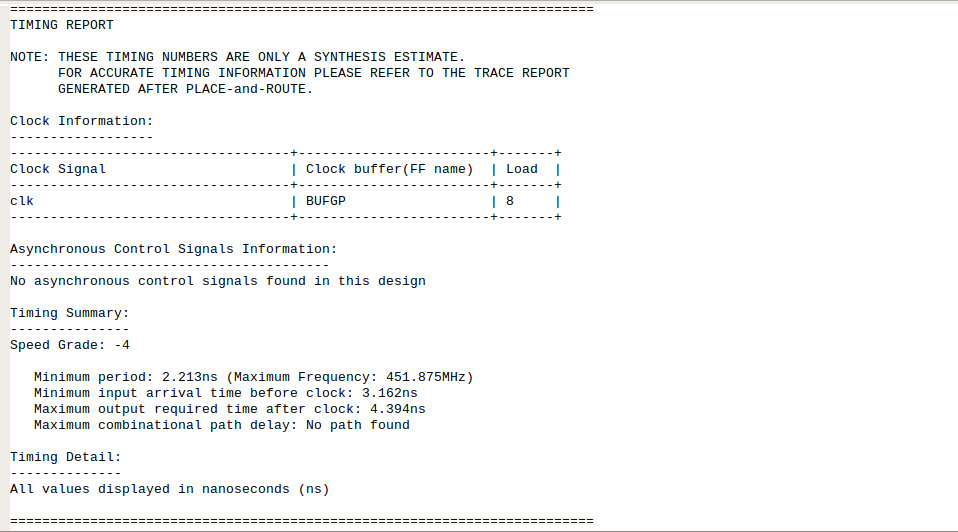 =========================================================================
TIMING REPORT
NOTE: THESE TIMING NUMBERS ARE ONLY A SYNTHESIS ESTIMATE.
      FOR ACCURATE TIMING INFORMATION PLEASE REFER TO THE TRACE REPORT
      GENERATED AFTER PLACE-and-ROUTE.
Clock Information:
------------------
-----------------------------------+------------------------+-------+
Clock Signal                       | Clock buffer(FF name)  | Load  |
-----------------------------------+------------------------+-------+
clk                                | BUFGP                  | 8     |
-----------------------------------+------------------------+-------+
Asynchronous Control Signals Information:
----------------------------------------
No asynchronous control signals found in this design
Timing Summary:
---------------
Speed Grade: -4
   Minimum period: 2.213ns (Maximum Frequency: 451.875MHz)
   Minimum input arrival time before clock: 3.162ns
   Maximum output required time after clock: 4.394ns
   Maximum combinational path delay: No path found
Timing Detail:
--------------
All values displayed in nanoseconds (ns)
=========================================================================